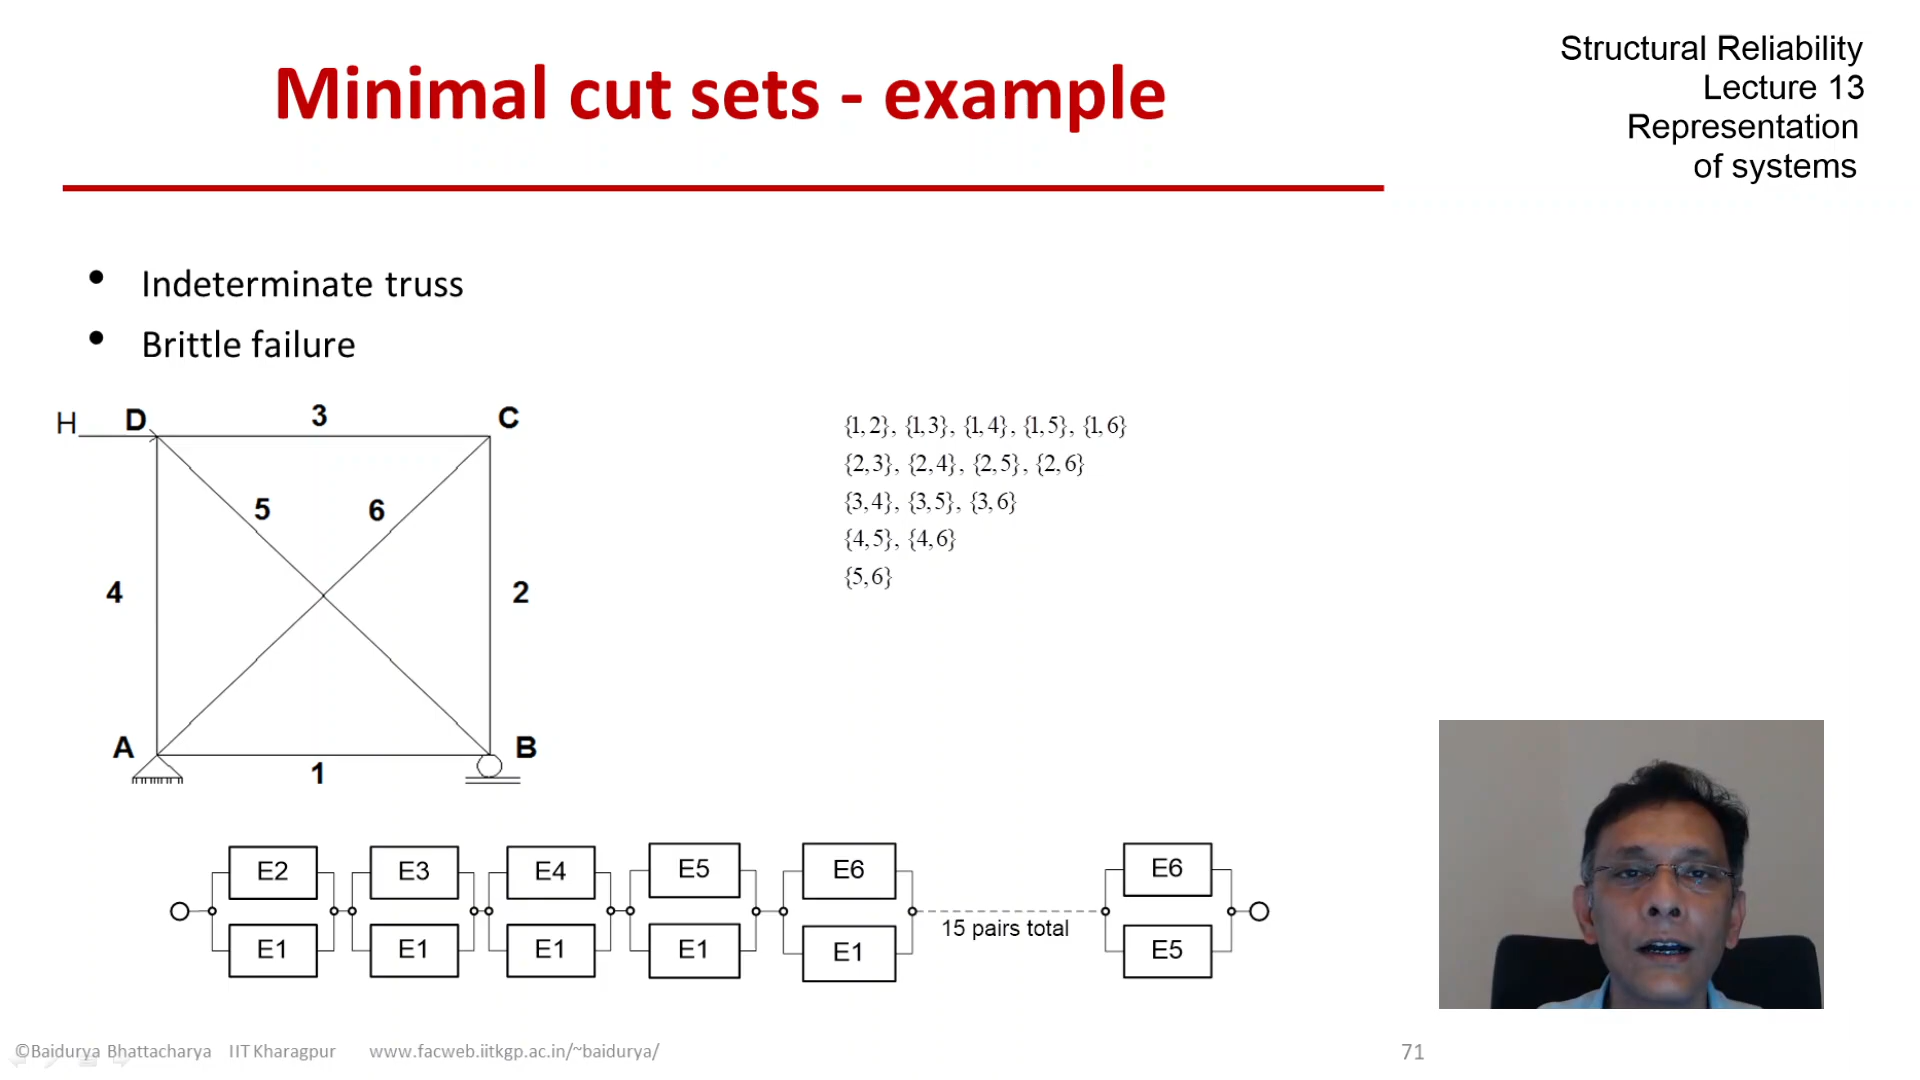 Minimal cut sets - example
Structural Reliability
Lecture 13
Representation
of systems
• Indeterminate truss
• Brittle failure
H D 3 C
5 6
4 2
A B
1
{1,2}, {1,3}, {1,4}, {1,5}, {1,6}
{2,3}, {2,4}, {2,5}, {2,6}
{3,4}, {3,5}, {3,6}
{4,5}, {4,6}
{5,6}
E2 E3 E4 E5 E6 E6
15 pairs total
E1 E1 E1 E1 E1 E5
©Baidurya Bhattacharya IIT Kharagpur www.facweb.iitkgp.ac.in/~baidurya/
71